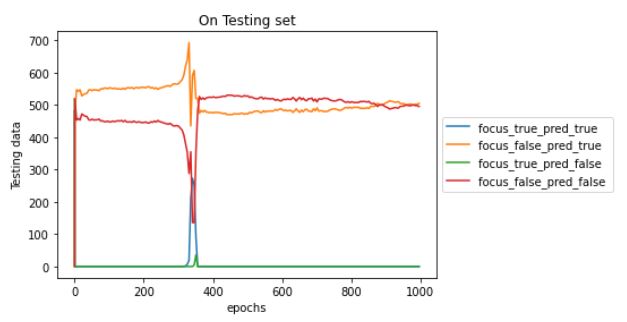 On Testing set
700
600
500
400
300
200
100
0
Testing data
0 200 400 600 800 1000
epochs
focus_true_pred_true
focus_false_pred_true
focus_true_pred_false
focus_false_pred_false